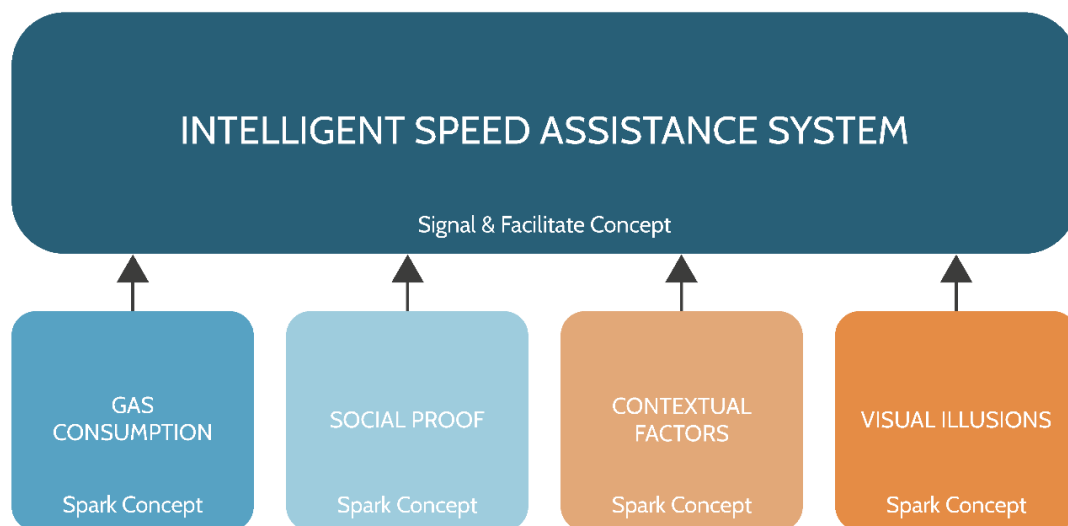 INTELLIGENT SPEED ASSISTANCE SYSTEM
Signal & Facilitate Concept
GAS
CONSUMPTION
Spark Concept
SOCIAL PROOF
Spark Concept
CONTEXTUAL
FACTORS
Spark Concept
VISUAL ILLUSIONS
Spark Concept